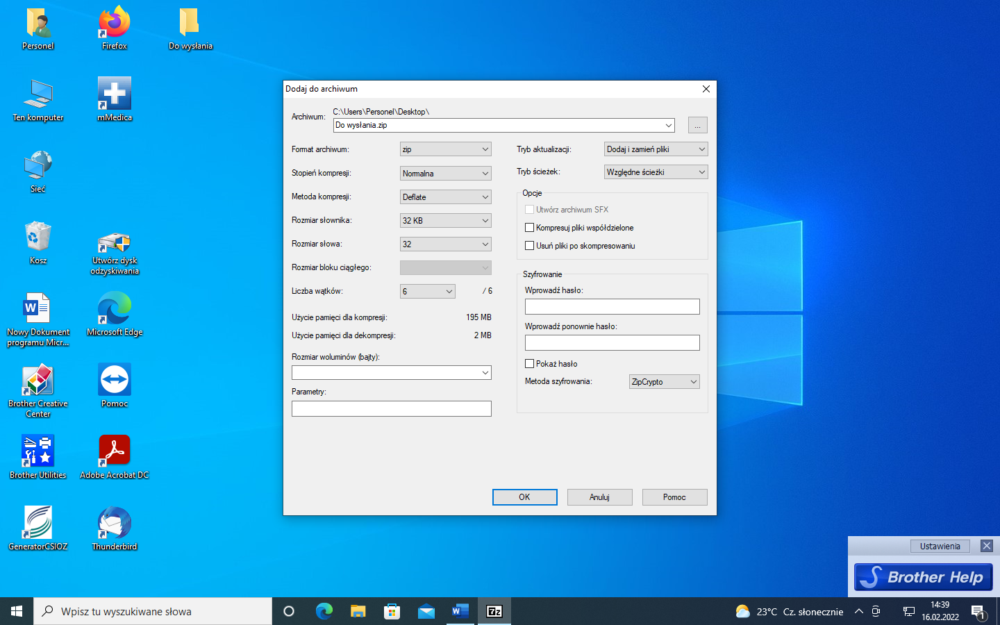 Personel
Firefox
Do wysłania
Ten komputer
mMedica
Sieć
Kosz
Utwórz dysk
odzyskiwania
Nowy Dokument
programu Micr...
Microsoft Edge
Brother Creative
Center
Pomoc
Brother Utilities
Adobe Acrobat DC
GeneratorCSIOZ
Thunderbird
Dodaj do archiwum
Archiwum:
C:\Users\Personel\Desktop\
Do wysłania.zip
...
Format archiwum:
zip
Stopień kompresji:
Normalna
Metoda kompresji:
Deflate
Rozmiar słownika:
32 KB
Rozmiar słowa:
32
Rozmiar bloku ciągłego:
Liczba wątków:
6
/ 6
Użycie pamięci dla kompresji:
195 MB
Użycie pamięci dla dekompresji:
2 MB
Rozmiar woluminów (bajty):
Parametry:
Tryb aktualizacji:
Dodaj i zamień pliki
Tryb ścieżek:
Względne ścieżki
Opcje
Utwórz archiwum SFX
Kompresuj pliki współdzielone
Usuń pliki po skompresowaniu
Szyfrowanie
Wprowadź hasło:
Wprowadź ponownie hasło:
Pokaż hasło
Metoda szyfrowania:
ZipCrypto
OK
Anuluj
Pomoc
Ustawienia
Brother Help
Wpisz tu wyszukiwane słowa
W
7z
23°C Cz. słonecznie
14:39
16.02.2022
1